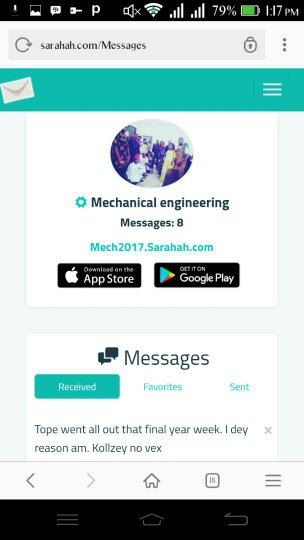 79% 1:17 PM
sarahah.com/Messages
Mechanical engineering
Messages: 8
Mech2017.Sarahah.com
Download on the
App Store
GET IT ON
Google Play
Messages
Received Favorites Sent
Tope went all out that final year week. I dey ×
reason am. Kollzey no vex
18